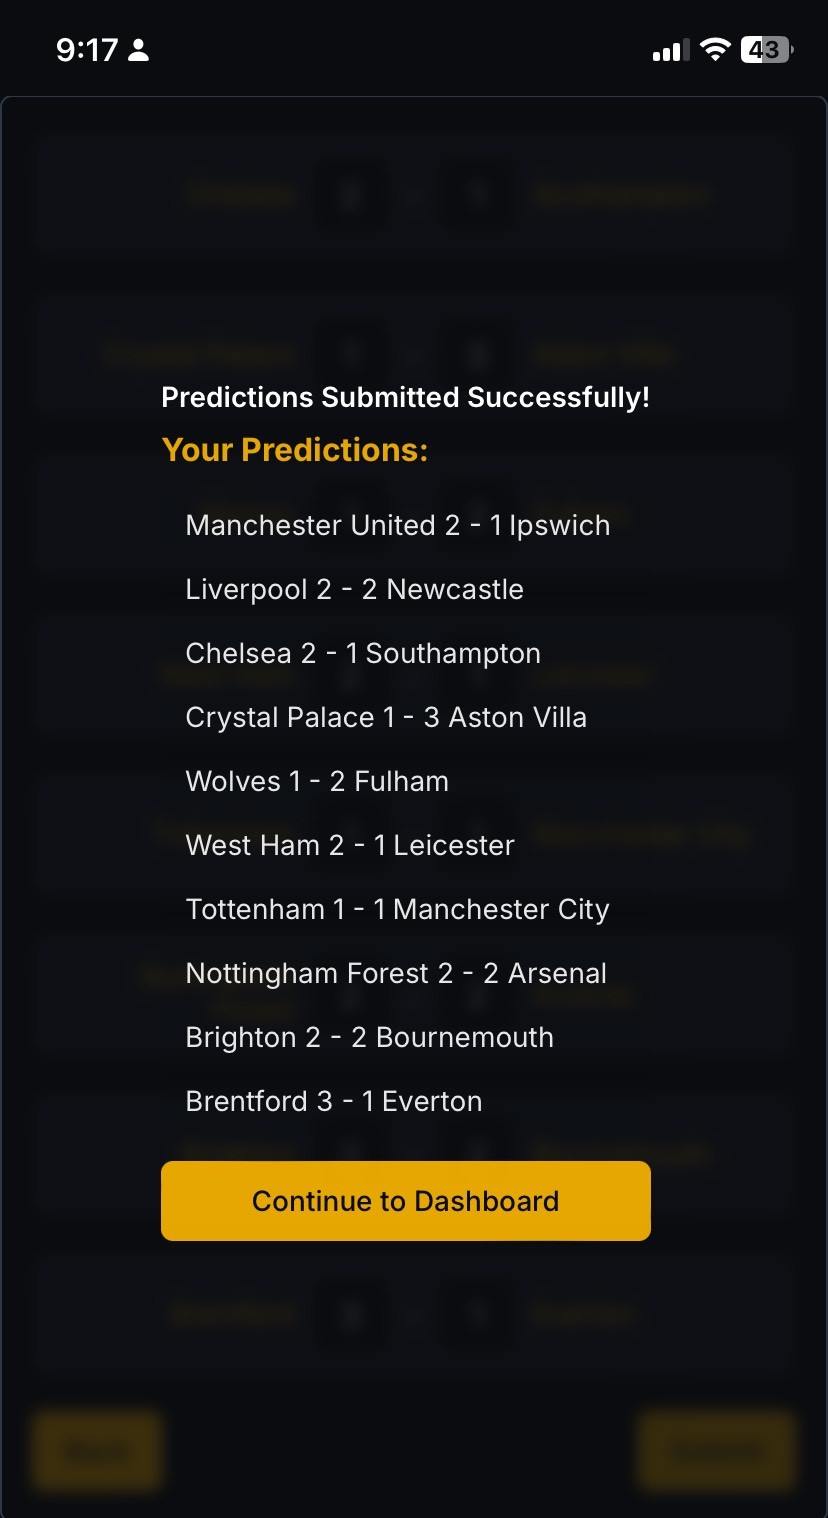 9:17
43
Predictions Submitted Successfully!
Your Predictions:
Manchester United 2 - 1 Ipswich
Liverpool 2 - 2 Newcastle
Chelsea 2 - 1 Southampton
Crystal Palace 1 - 3 Aston Villa
Wolves 1 - 2 Fulham
West Ham 2 - 1 Leicester
Tottenham 1 - 1 Manchester City
Nottingham Forest 2 - 2 Arsenal
Brighton 2 - 2 Bournemouth
Brentford 3 - 1 Everton
Continue to Dashboard